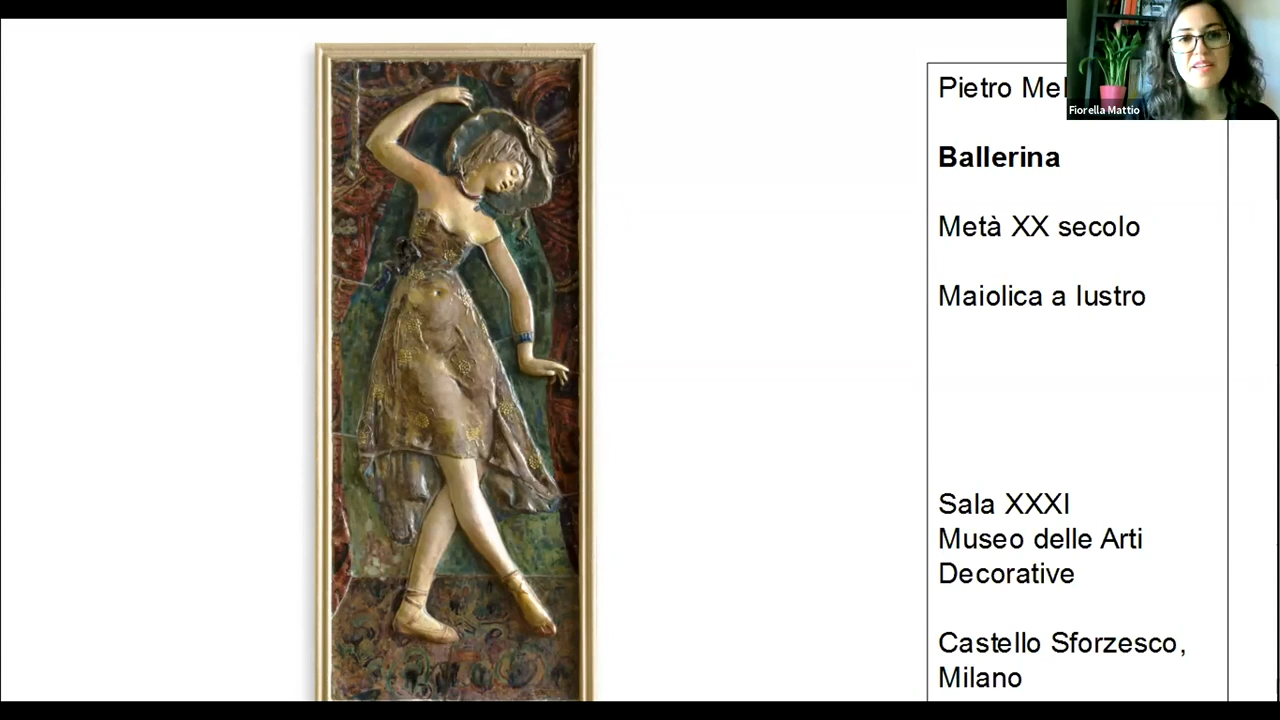 Pietro Mel
Fiorella Mattio
Ballerina
Metà XX secolo
Maiolica a lustro
Sala XXXI
Museo delle Arti
Decorative
Castello Sforzesco,
Milano